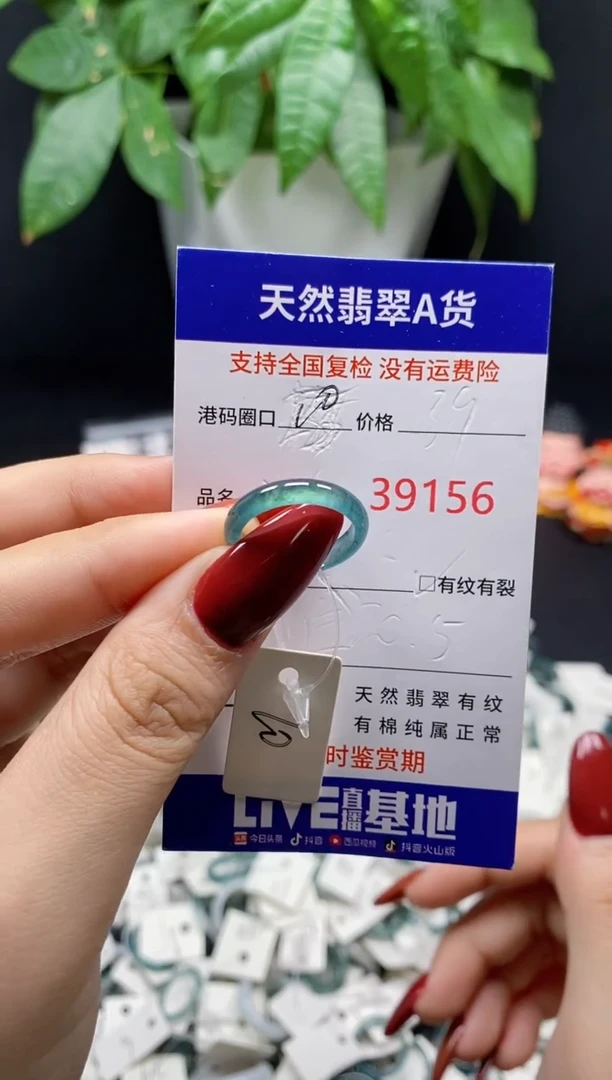 天然翡翠A货
支持全国复检 没有运费险
港码圈口 价格
品名 39156
有纹有裂
天然翡翠有纹
有棉纯属正常
时鉴赏期
LIVE直播基地
头条 今日头条 抖音 西瓜视频 抖音火山版